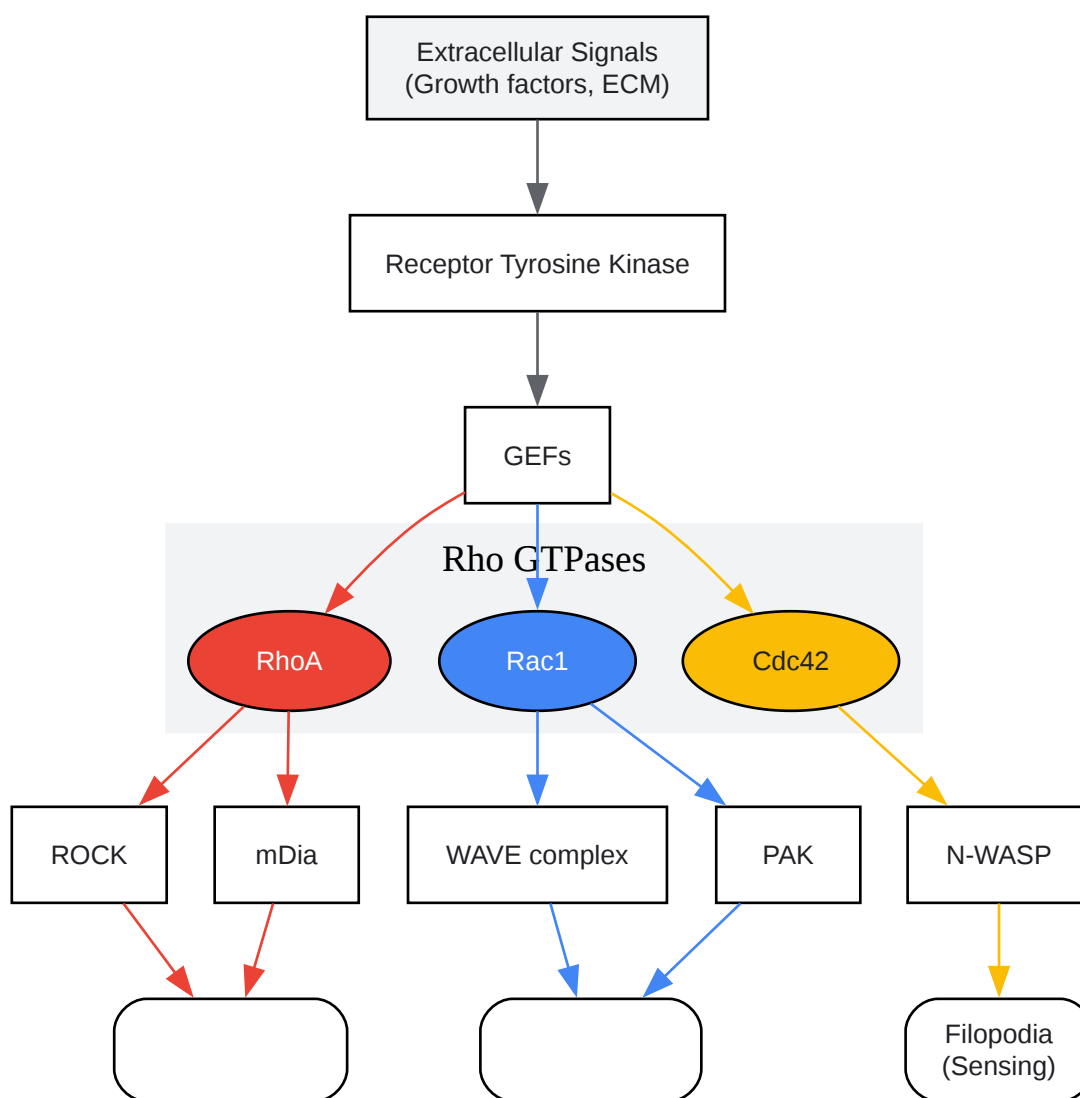 Extracellular Signals
(Growth factors, ECM)
Receptor Tyrosine Kinase
GEFs
Rho GTPases
RhoA
Rac1
Cdc42
ROCK
mDia
WAVE complex
PAK
N-WASP
Filopodia
(Sensing)